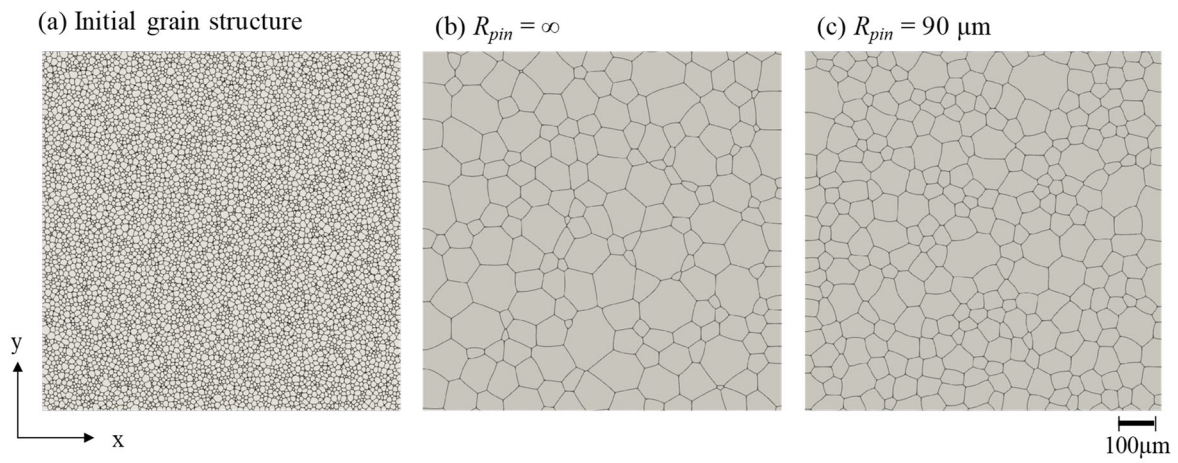 (a) Initial grain structure
(b) R_pin = ∞
(c) R_pin = 90 μm
y
x
100μm